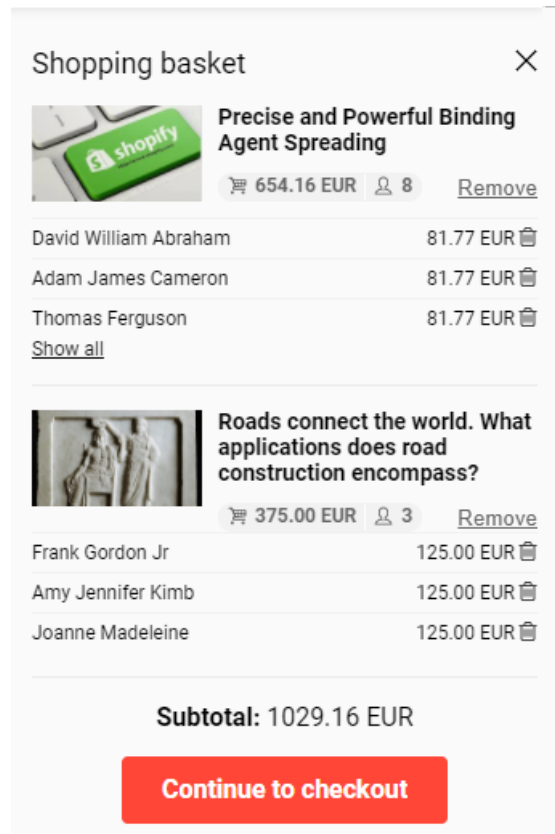 Shopping basket
shopify
Precise and Powerful Binding
Agent Spreading
654.16 EUR 8 Remove
David William Abraham 81.77 EUR
Adam James Cameron 81.77 EUR
Thomas Ferguson 81.77 EUR
Show all
Roads connect the world. What
applications does road
construction encompass?
375.00 EUR 3 Remove
Frank Gordon Jr 125.00 EUR
Amy Jennifer Kimb 125.00 EUR
Joanne Madeleine 125.00 EUR
Subtotal: 1029.16 EUR
Continue to checkout